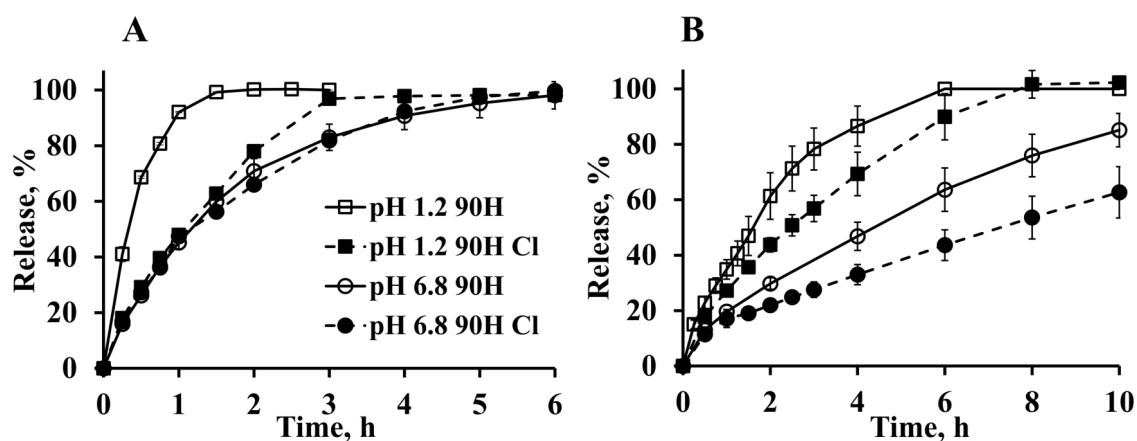 A
Release, %
100
80
60
40
20
0
pH 1.2 90H
pH 1.2 90H Cl
pH 6.8 90H
pH 6.8 90H Cl
0 1 2 3 4 5 6
Time, h
B
Release, %
100
80
60
40
20
0
0 2 4 6 8 10
Time, h